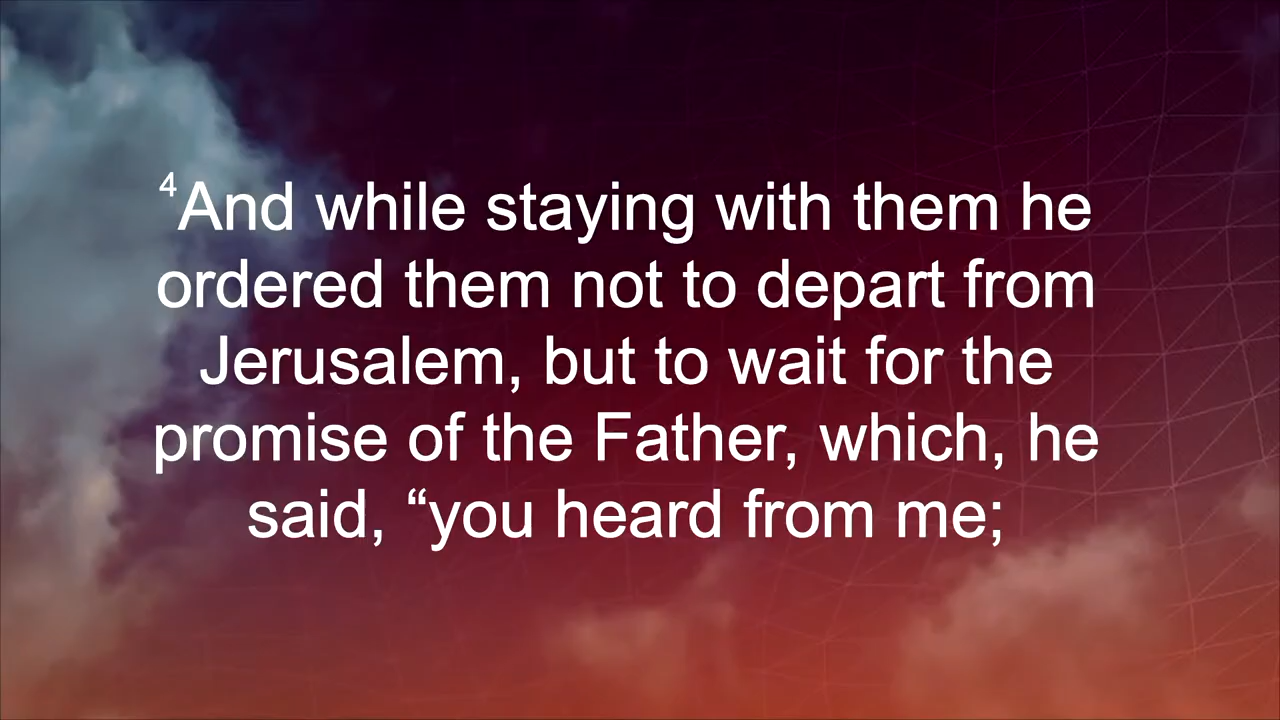 4And while staying with them he
ordered them not to depart from
Jerusalem, but to wait for the
promise of the Father, which, he
said, “you heard from me;